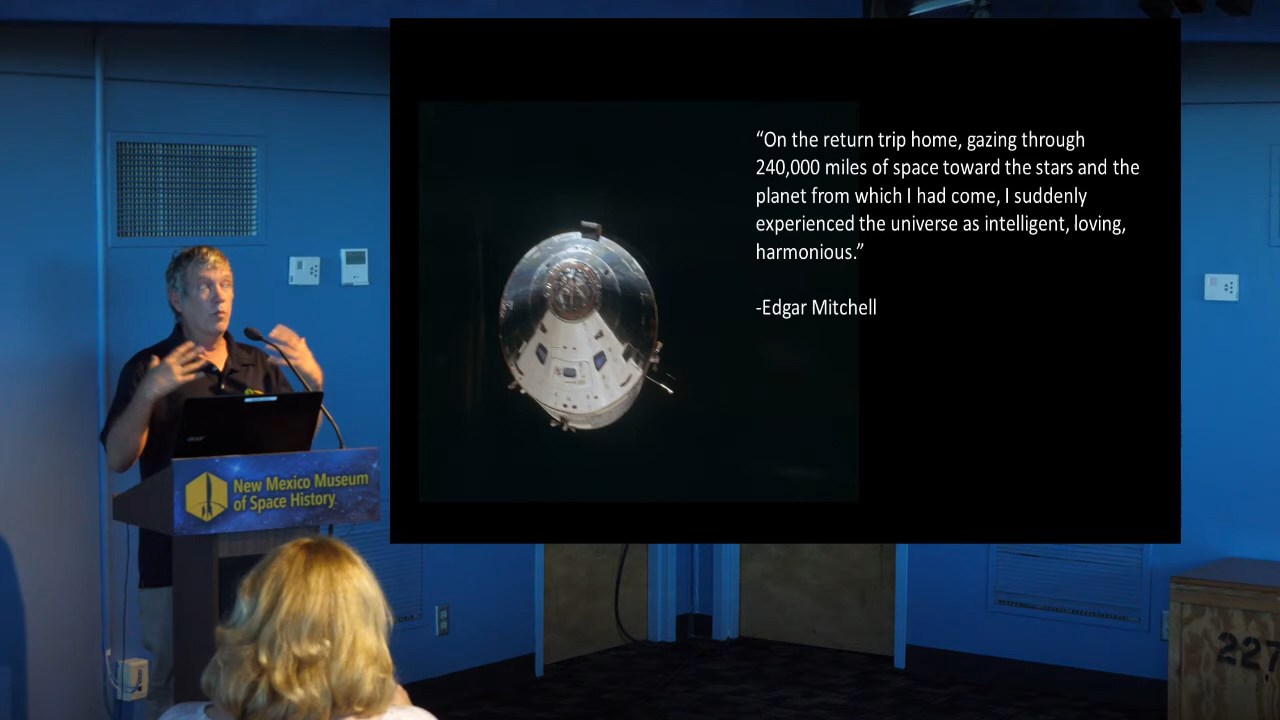 “On the return trip home, gazing through
240,000 miles of space toward the stars and the
planet from which I had come, I suddenly
experienced the universe as intelligent, loving,
harmonious.”
-Edgar Mitchell
acer
New Mexico Museum
of Space History
227